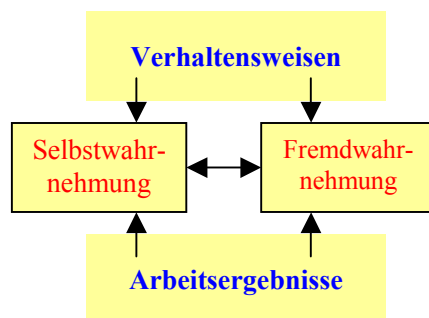 Verhaltensweisen
Selbstwahr-
nehmung
Fremdwahr-
nehmung
Arbeitsergebnisse